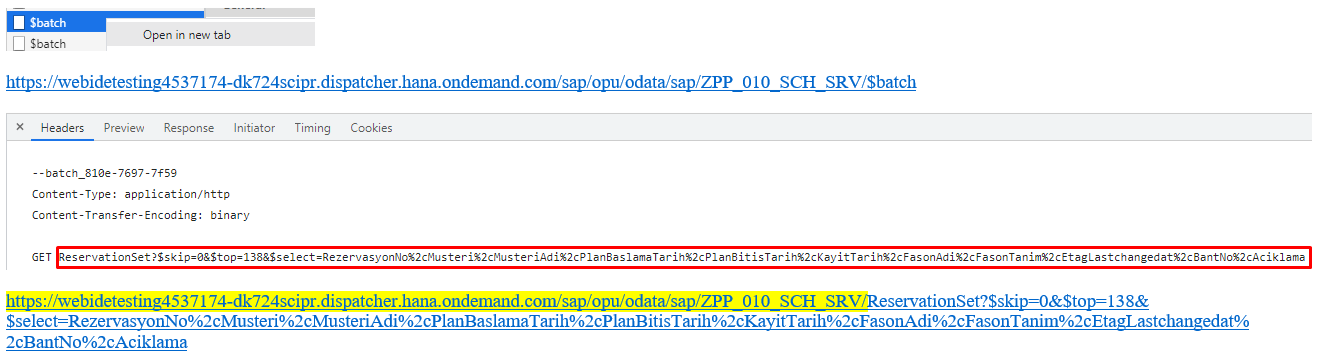 $batch
Open in new tab
$batch
https://webidetesting4537174-dk724scipr.dispatcher.hana.ondemand.com/sap/opu/odata/sap/ZPP_010_SCH_SRV/$batch
× Headers Preview Response Initiator Timing Cookies
--batch_810e-7697-7f59
Content-Type: application/http
Content-Transfer-Encoding: binary
GET ReservationSet?$skip=0&$top=138&$select=RezervasyonNo%2cMusteri%2cMusteriAdi%2cPlanBaslamaTarih%2cPlanBitisTarih%2cKayitTarih%2cFasonAdi%2cFasonTanim%2cEtagLastchangedat%2cBantNo%2cAciklama
https://webidetesting4537174-dk724scipr.dispatcher.hana.ondemand.com/sap/opu/odata/sap/ZPP_010_SCH_SRV/ReservationSet?$skip=0&$top=138&
$select=RezervasyonNo%2cMusteri%2cMusteriAdi%2cPlanBaslamaTarih%2cPlanBitisTarih%2cKayitTarih%2cFasonAdi%2cFasonTanim%2cEtagLastchangedat%
2cBantNo%2cAciklama